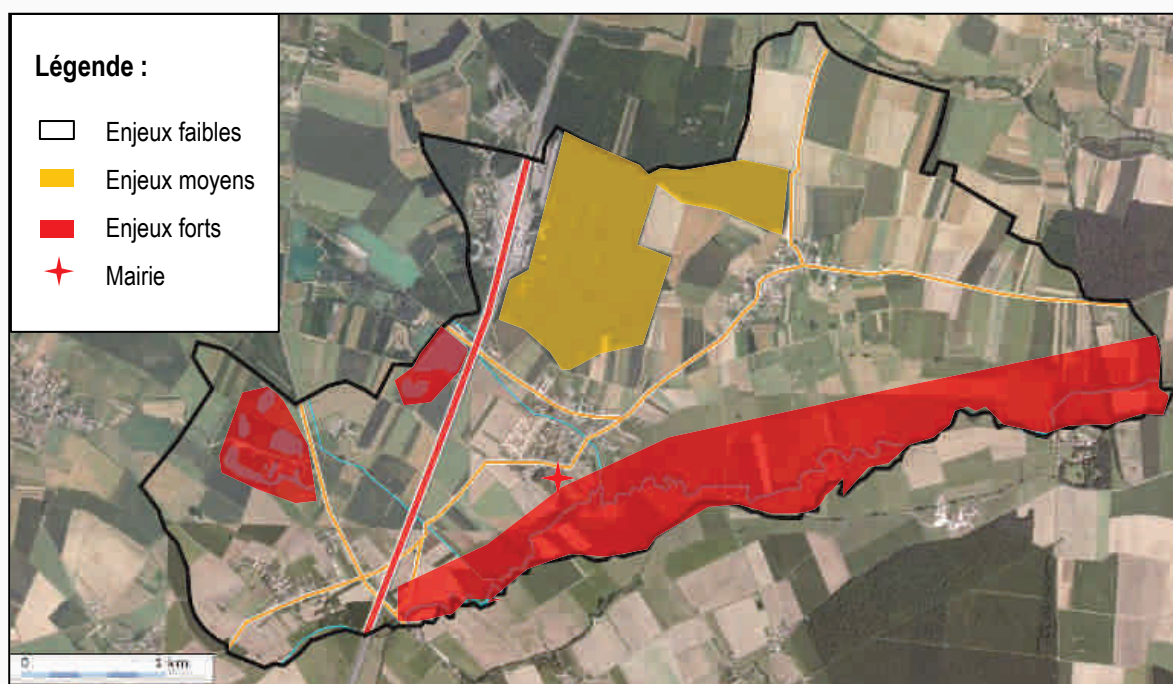 Légende :
Enjeux faibles
Enjeux moyens
Enjeux forts
Mairie
0 1 km